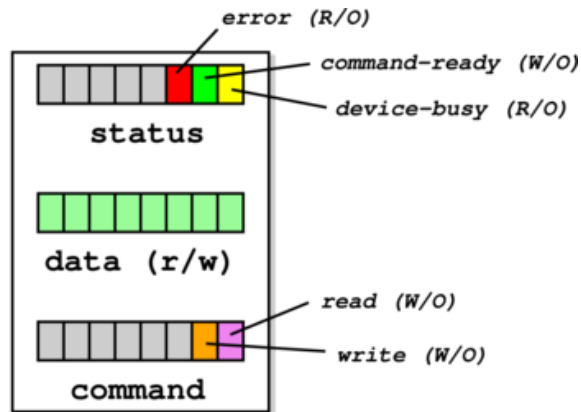 error (R/O)
command-ready (W/O)
device-busy (R/O)
status
data (r/w)
read (W/O)
write (W/O)
command